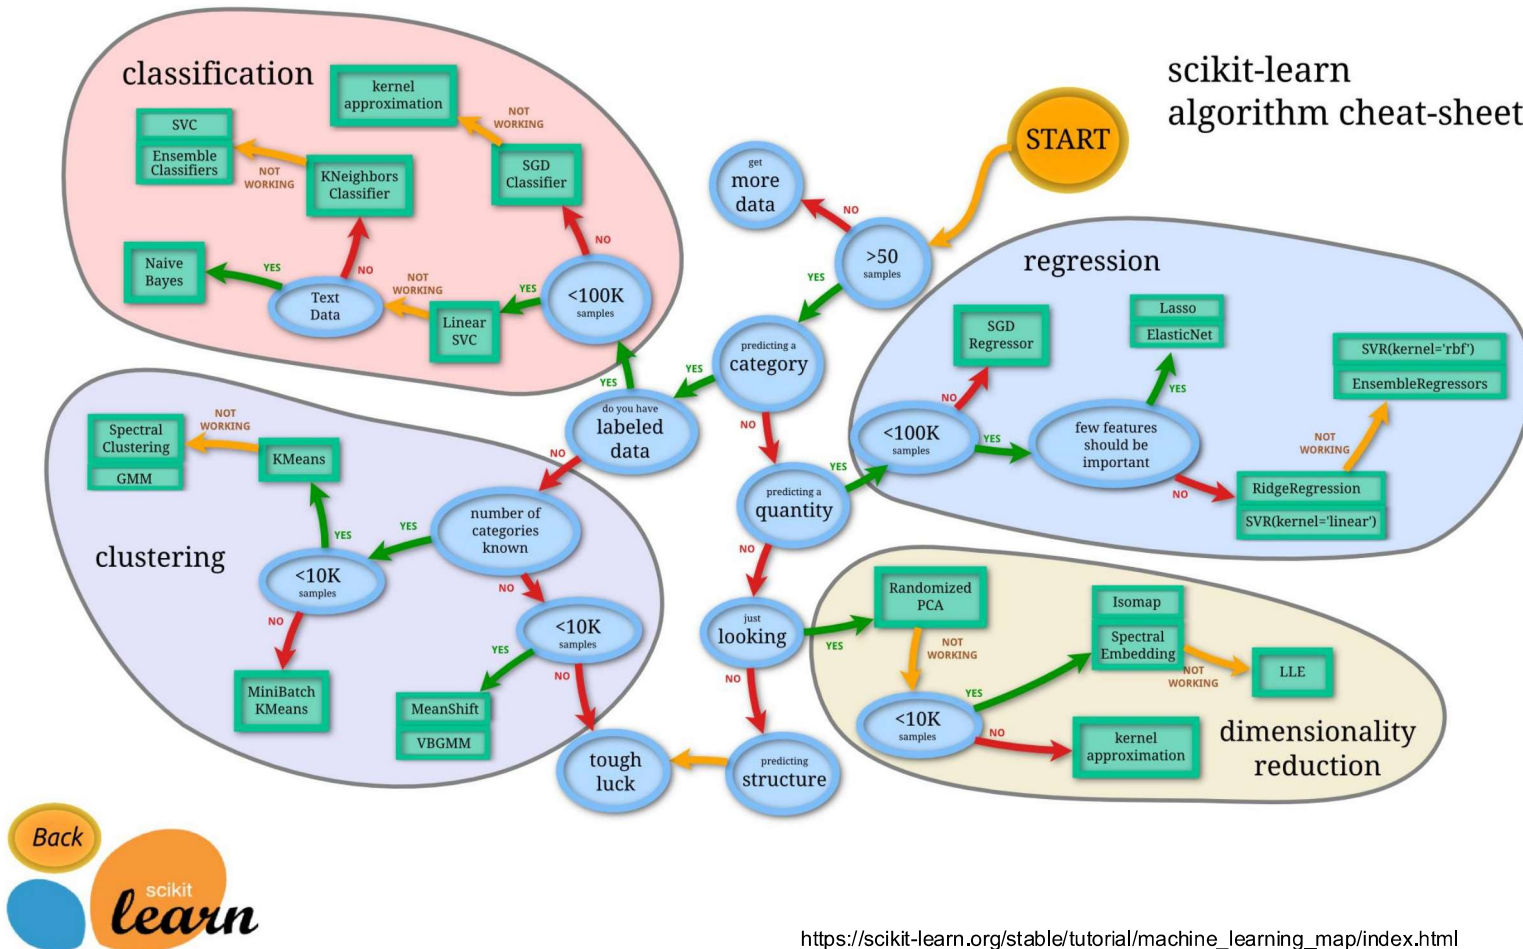 scikit-learn
algorithm cheat-sheet
START
>50
samples
NO
get
more
data
YES
predicting a
category
YES
NO
do you have
labeled
data
YES
NO
classification
<100K
samples
NO
SGD
Classifier
NOT
WORKING
kernel
approximation
YES
Linear
SVC
NOT
WORKING
Text
Data
YES
Naive
Bayes
NO
KNeighbors
Classifier
NOT
WORKING
SVC
Ensemble
Classifiers
clustering
number of
categories
known
YES
<10K
samples
YES
KMeans
NOT
WORKING
Spectral
Clustering
GMM
NO
MiniBatch
KMeans
NO
<10K
samples
YES
MeanShift
VBGMM
NO
tough
luck
predicting a
quantity
YES
NO
regression
<100K
samples
NO
SGD
Regressor
YES
few features
should be
important
YES
Lasso
ElasticNet
NO
RidgeRegression
SVR(kernel='linear')
NOT
WORKING
SVR(kernel='rbf')
EnsembleRegressors
just
looking
YES
NO
predicting
structure
dimensionality
reduction
Randomized
PCA
NOT
WORKING
<10K
samples
YES
Isomap
Spectral
Embedding
NOT
WORKING
LLE
NO
kernel
approximation
Back
scikit
learn
https://scikit-learn.org/stable/tutorial/machine_learning_map/index.html